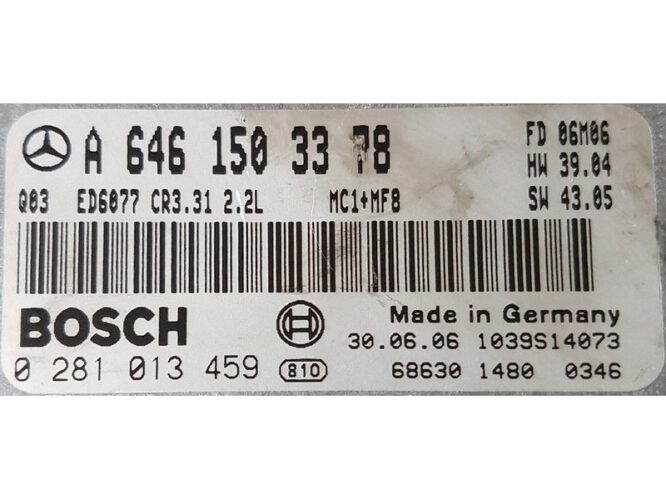 A 646 150 33 78 FD 06M06
HW 39.04
Q03 ED6077 CR3.31 2.2L MC1+MF8 SW 43.05
BOSCH Made in Germany
30.06.06 1039S14073
0 281 013 459 810 68630 1480 0346